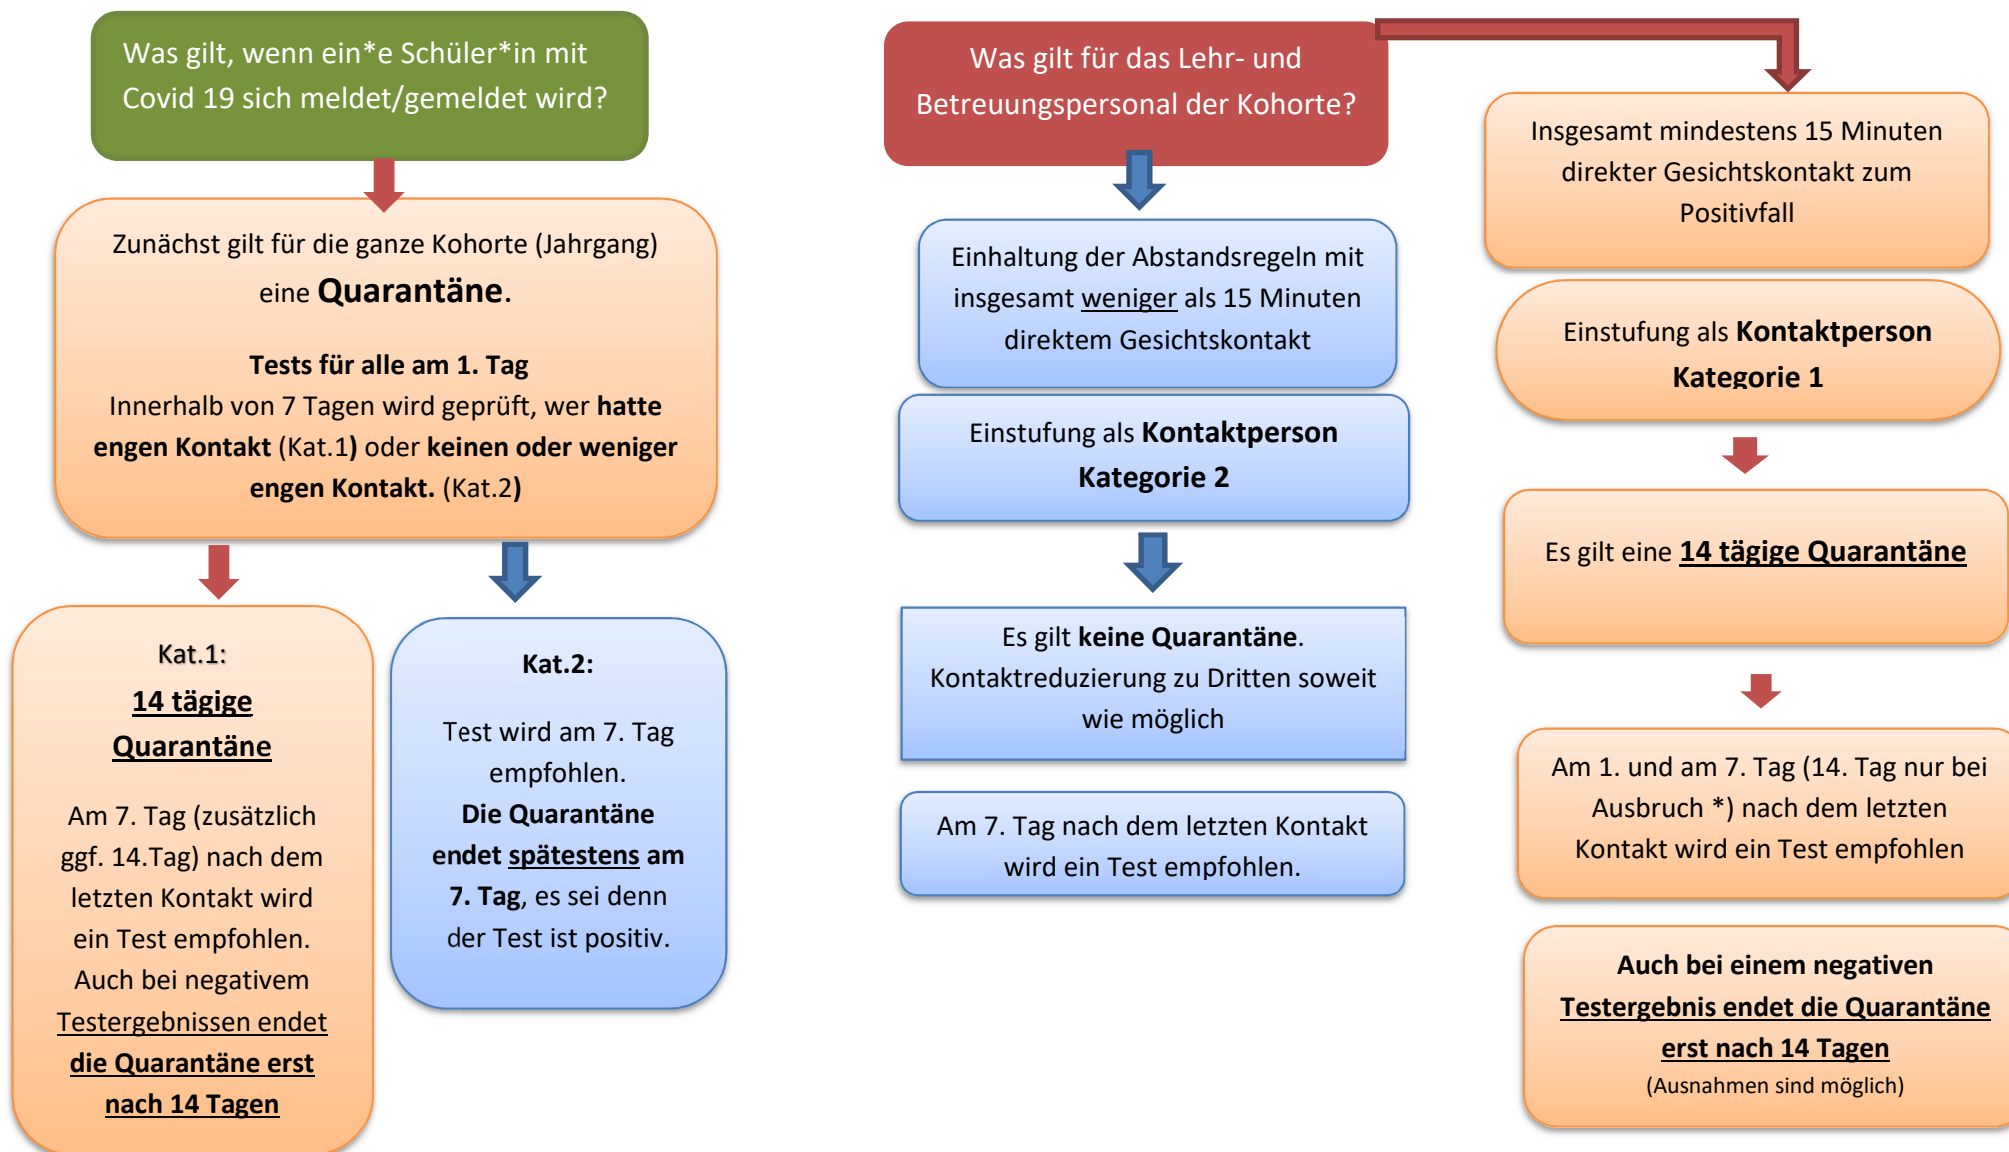 Was gilt, wenn ein*e Schüler*in mit
Covid 19 sich meldet/gemeldet wird?
Zunächst gilt für die ganze Kohorte (Jahrgang)
eine Quarantäne.
Tests für alle am 1. Tag
Innerhalb von 7 Tagen wird geprüft, wer hatte
engen Kontakt (Kat.1) oder keinen oder weniger
engen Kontakt. (Kat.2)
Kat.1:
14 tägige
Quarantäne
Am 7. Tag (zusätzlich
ggf. 14.Tag) nach dem
letzten Kontakt wird
ein Test empfohlen.
Auch bei negativem
Testergebnissen endet
die Quarantäne erst
nach 14 Tagen
Kat.2:
Test wird am 7. Tag
empfohlen.
Die Quarantäne
endet spätestens am
7. Tag, es sei denn
der Test ist positiv.
Was gilt für das Lehr- und
Betreuungspersonal der Kohorte?
Einhaltung der Abstandsregeln mit
insgesamt weniger als 15 Minuten
direktem Gesichtskontakt
Einstufung als Kontaktperson
Kategorie 2
Es gilt keine Quarantäne.
Kontaktreduzierung zu Dritten soweit
wie möglich
Am 7. Tag nach dem letzten Kontakt
wird ein Test empfohlen.
Insgesamt mindestens 15 Minuten
direkter Gesichtskontakt zum
Positivfall
Einstufung als Kontaktperson
Kategorie 1
Es gilt eine 14 tägige Quarantäne
Am 1. und am 7. Tag (14. Tag nur bei
Ausbruch *) nach dem letzten
Kontakt wird ein Test empfohlen
Auch bei einem negativen
Testergebnis endet die Quarantäne
erst nach 14 Tagen
(Ausnahmen sind möglich)